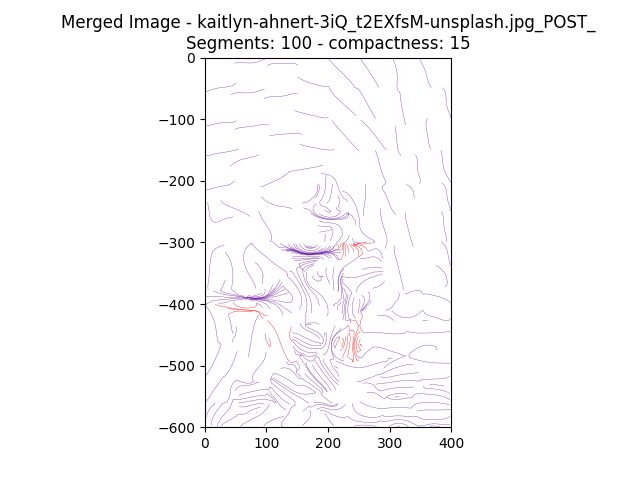 Merged Image - kaitlyn-ahnert-3iQ_t2EXfsM-unsplash.jpg_POST_
Segments: 100 - compactness: 15
0
−100
−200
−300
−400
−500
−600
0 100 200 300 400